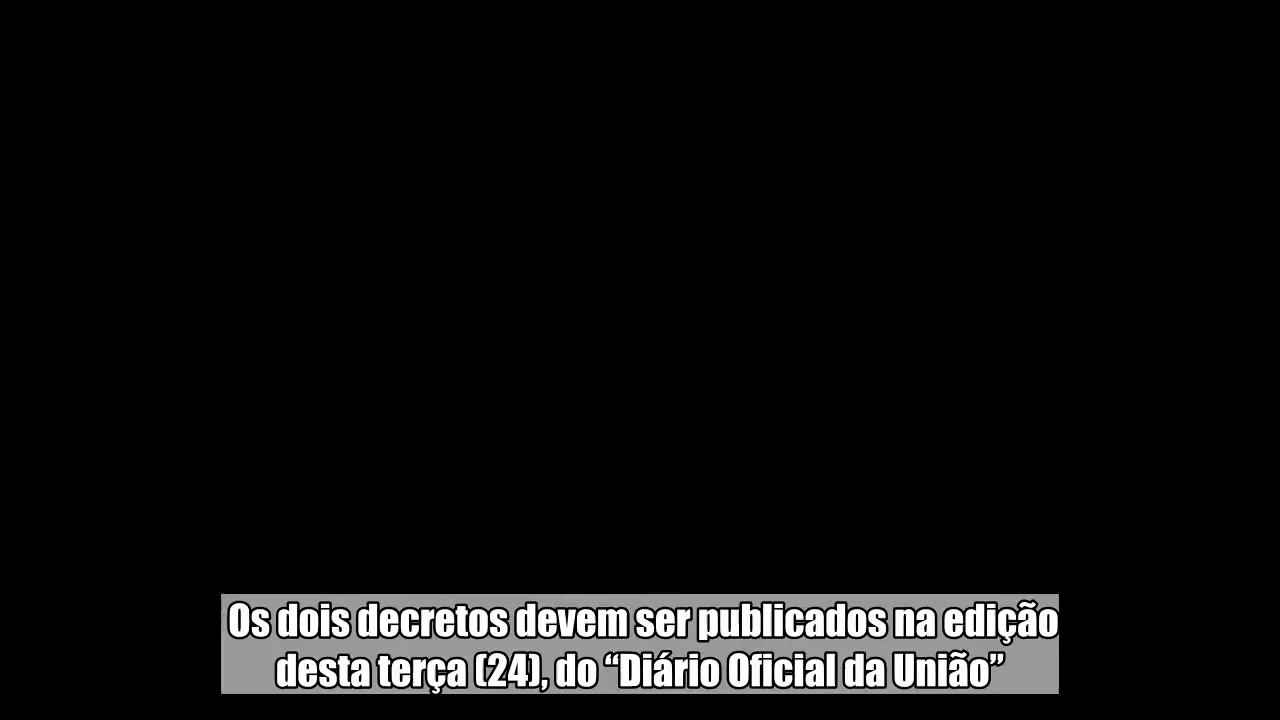 Os dois decretos devem ser publicados na edição
desta terça (24), do “Diário Oficial da União”